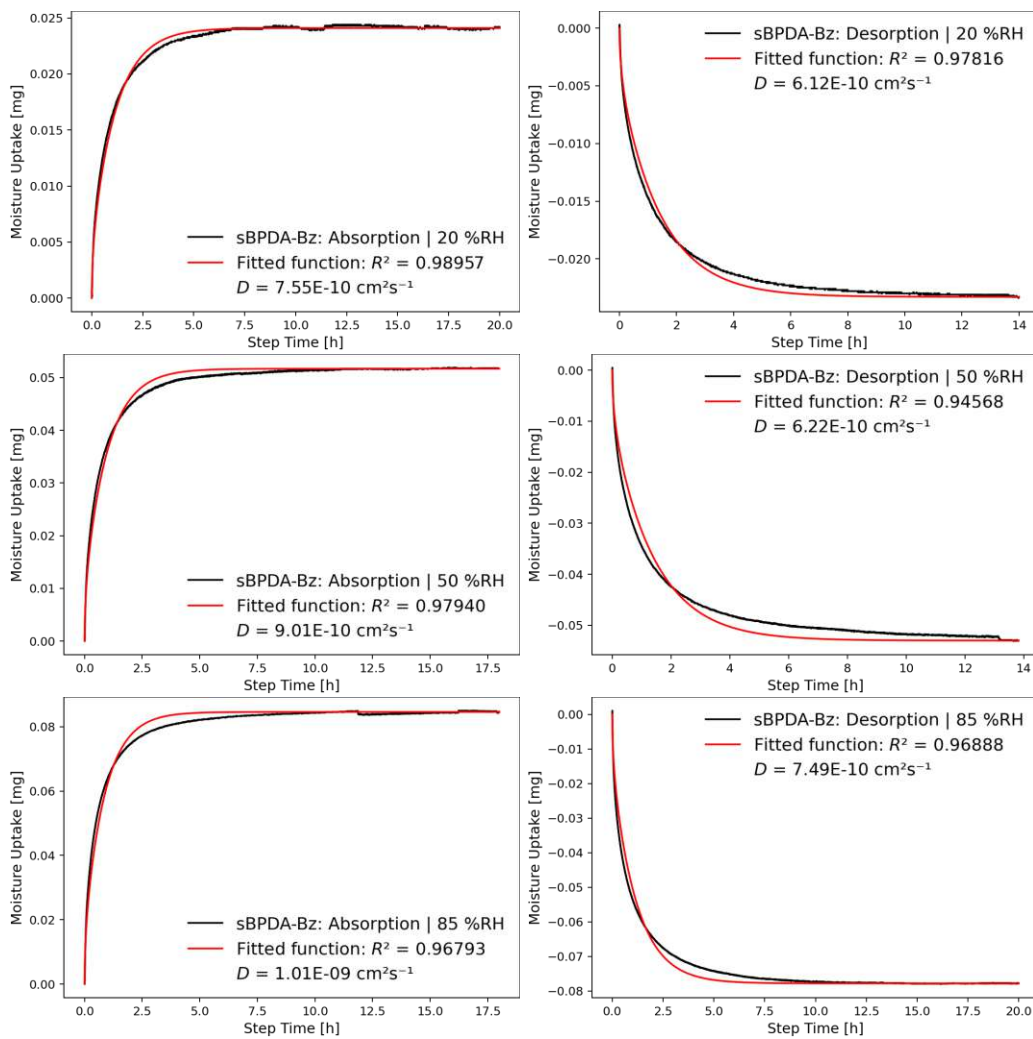 0.025
0.020
0.015
0.010
0.005
0.000
Moisture Uptake [mg]
sBPDA-Bz: Absorption | 20 %RH
Fitted function: R² = 0.98957
D = 7.55E-10 cm²s⁻¹
0.0 2.5 5.0 7.5 10.0 12.5 15.0 17.5 20.0
Step Time [h]
0.000
−0.005
−0.010
−0.015
−0.020
Moisture Uptake [mg]
sBPDA-Bz: Desorption | 20 %RH
Fitted function: R² = 0.97816
D = 6.12E-10 cm²s⁻¹
0 2 4 6 8 10 12 14
Step Time [h]
0.05
0.04
0.03
0.02
0.01
0.00
Moisture Uptake [mg]
sBPDA-Bz: Absorption | 50 %RH
Fitted function: R² = 0.97940
D = 9.01E-10 cm²s⁻¹
0.0 2.5 5.0 7.5 10.0 12.5 15.0 17.5
Step Time [h]
0.00
−0.01
−0.02
−0.03
−0.04
−0.05
Moisture Uptake [mg]
sBPDA-Bz: Desorption | 50 %RH
Fitted function: R² = 0.94568
D = 6.22E-10 cm²s⁻¹
0 2 4 6 8 10 12 14
Step Time [h]
0.08
0.06
0.04
0.02
0.00
Moisture Uptake [mg]
sBPDA-Bz: Absorption | 85 %RH
Fitted function: R² = 0.96793
D = 1.01E-09 cm²s⁻¹
0.0 2.5 5.0 7.5 10.0 12.5 15.0 17.5
Step Time [h]
0.00
−0.01
−0.02
−0.03
−0.04
−0.05
−0.06
−0.07
−0.08
Moisture Uptake [mg]
sBPDA-Bz: Desorption | 85 %RH
Fitted function: R² = 0.96888
D = 7.49E-10 cm²s⁻¹
0.0 2.5 5.0 7.5 10.0 12.5 15.0 17.5 20.0
Step Time [h]